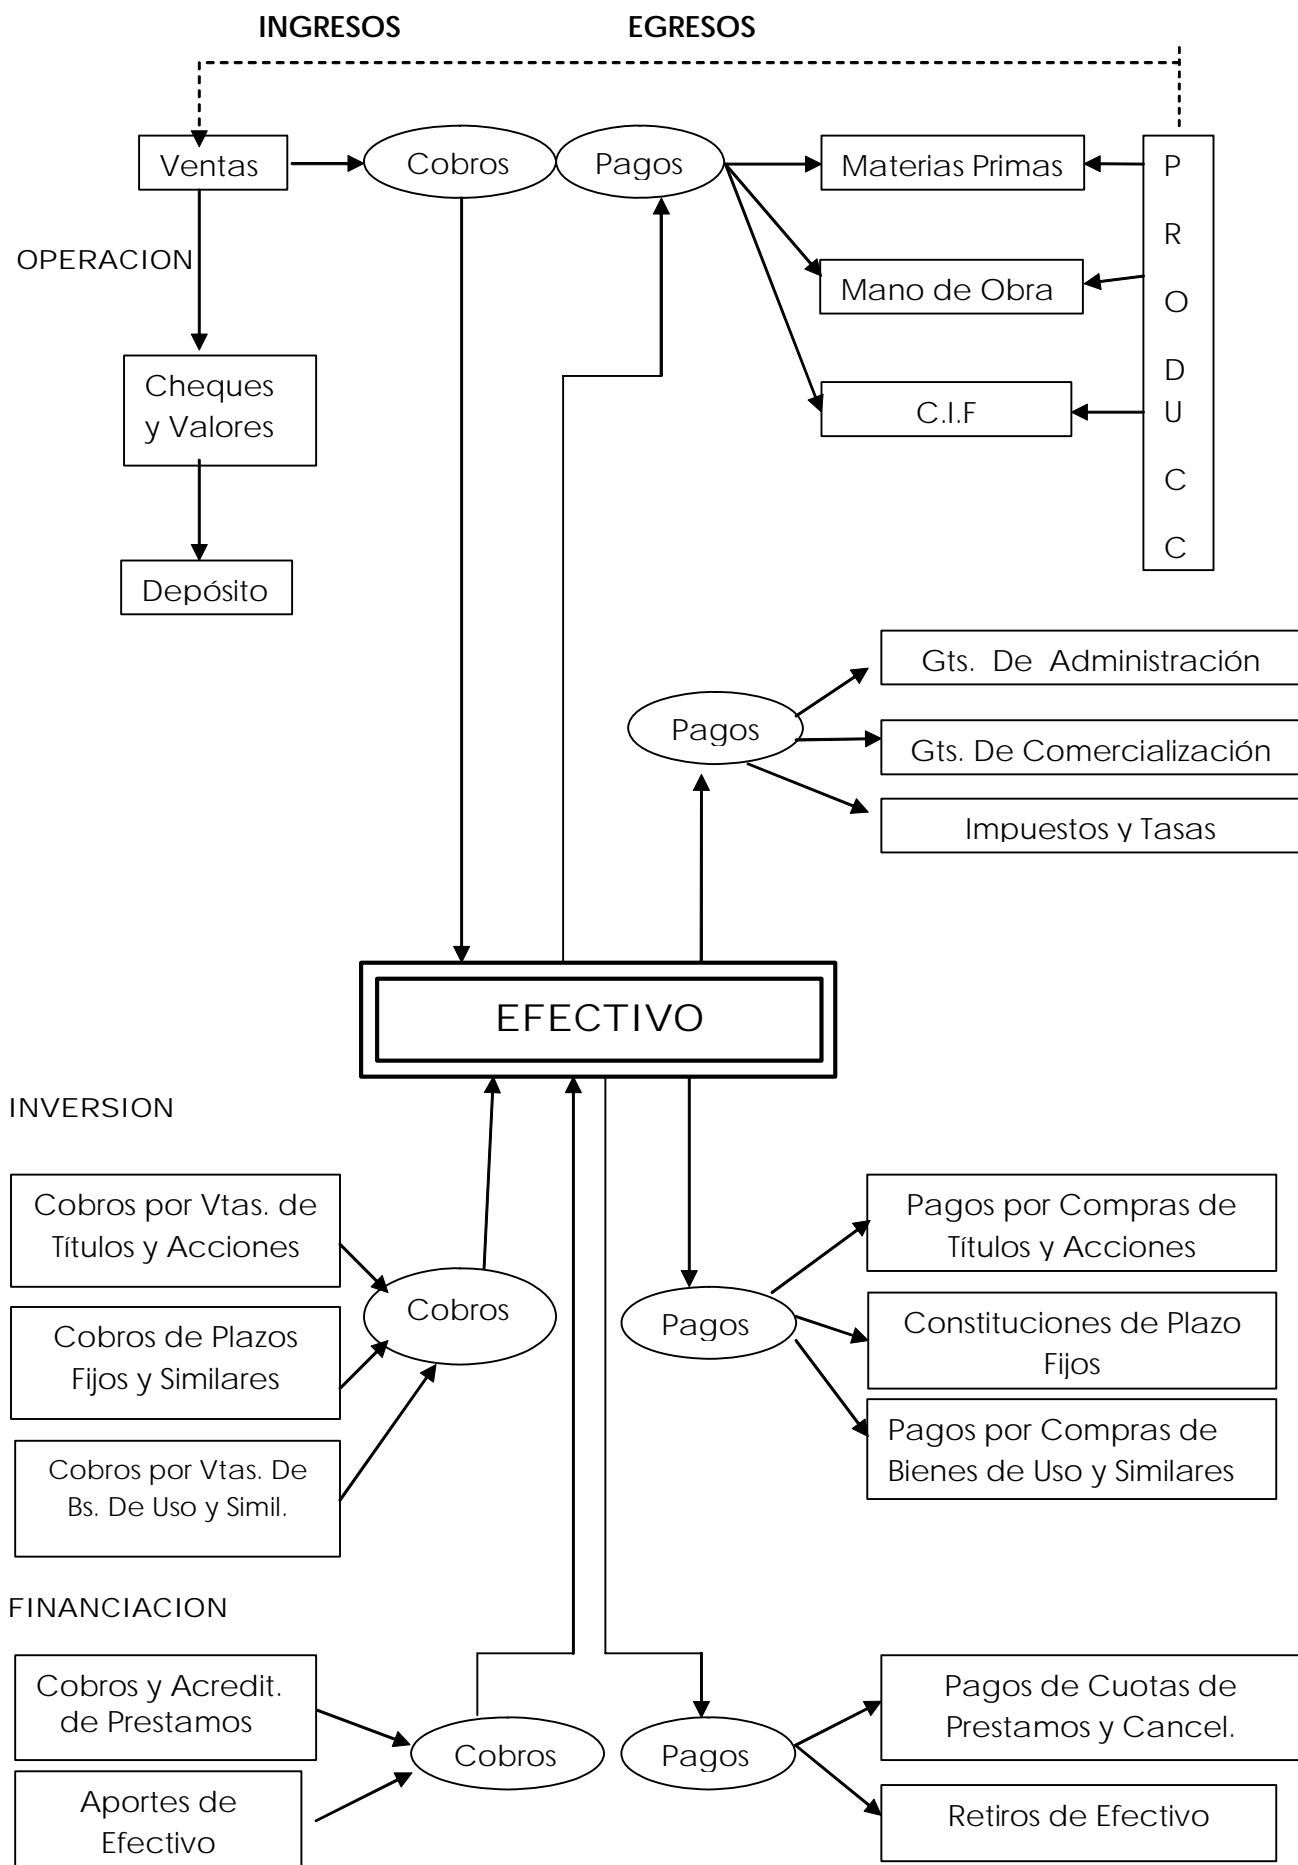 INGRESOS
EGRESOS
Ventas
Cobros
Pagos
Materias Primas
P
R
O
D
U
C
C
OPERACION
Mano de Obra
Cheques
y Valores
C.I.F
Depósito
Gts. De Administración
Pagos
Gts. De Comercialización
Impuestos y Tasas
EFECTIVO
INVERSION
Cobros por Vtas. de
Títulos y Acciones
Cobros de Plazos
Fijos y Similares
Cobros por Vtas. De
Bs. De Uso y Simil.
Cobros
Pagos
Pagos por Compras de
Títulos y Acciones
Constituciones de Plazo
Fijos
Pagos por Compras de
Bienes de Uso y Similares
FINANCIACION
Cobros y Acredit.
de Prestamos
Aportes de
Efectivo
Cobros
Pagos
Pagos de Cuotas de
Prestamos y Cancel.
Retiros de Efectivo